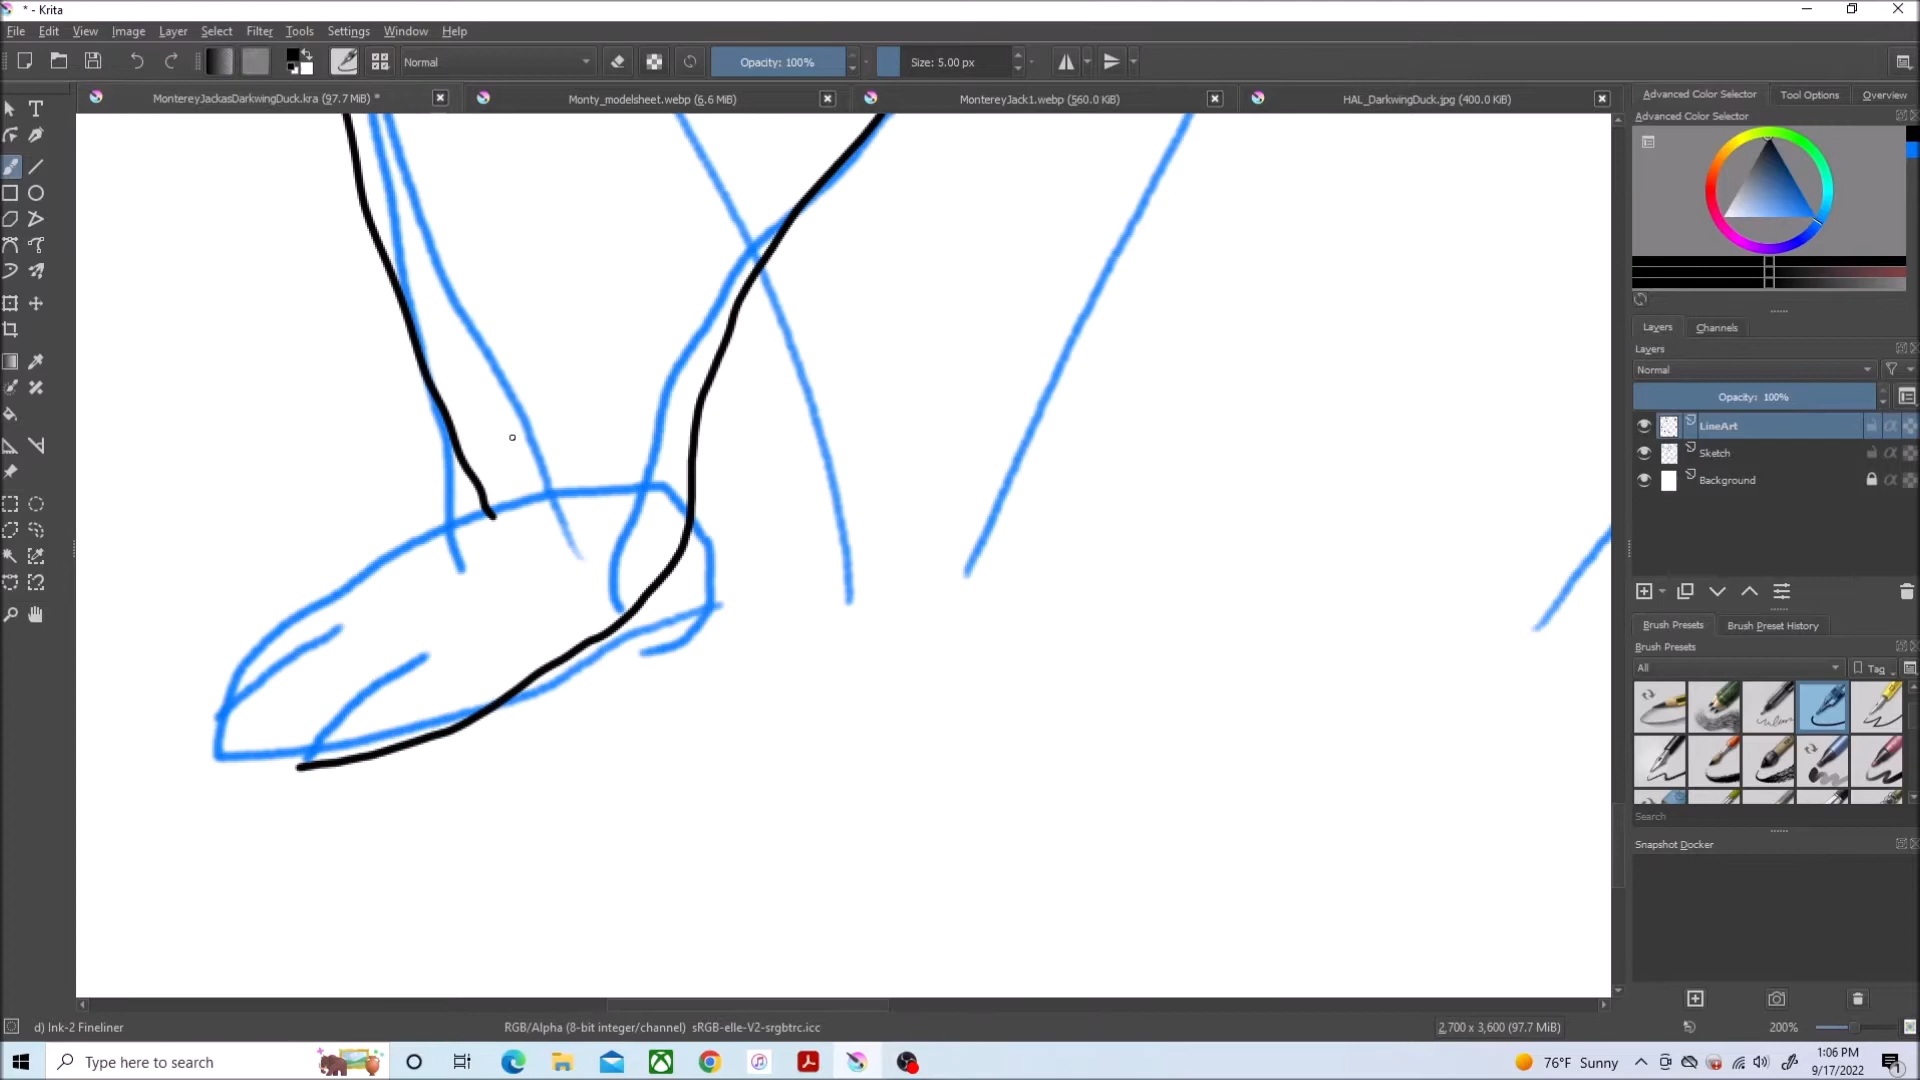 * - Krita
File Edit View Image Layer Select Filter Tools Settings Window Help
Normal Opacity: 100% Size: 5.00 px
MontereyJackasDarkwingDuck.kra (97.7 MiB) * Monty_modelsheet.webp (6.6 MiB) MontereyJack1.webp (560.0 KiB) HAL_DarkwingDuck.jpg (400.0 KiB)
Advanced Color Selector Tool Options Overview
Advanced Color Selector
Layers Channels
Layers
Normal
Opacity: 100%
LineArt
Sketch
Background
Brush Presets Brush Preset History
Brush Presets
All Tag
Search
Snapshot Docker
d) Ink-2 Fineliner RGB/Alpha (8-bit integer/channel) sRGB-elle-V2-srgbtrc.icc 2,700 x 3,600 (97.7 MiB) 200%
Type here to search 76°F Sunny 1:06 PM
9/17/2022 1